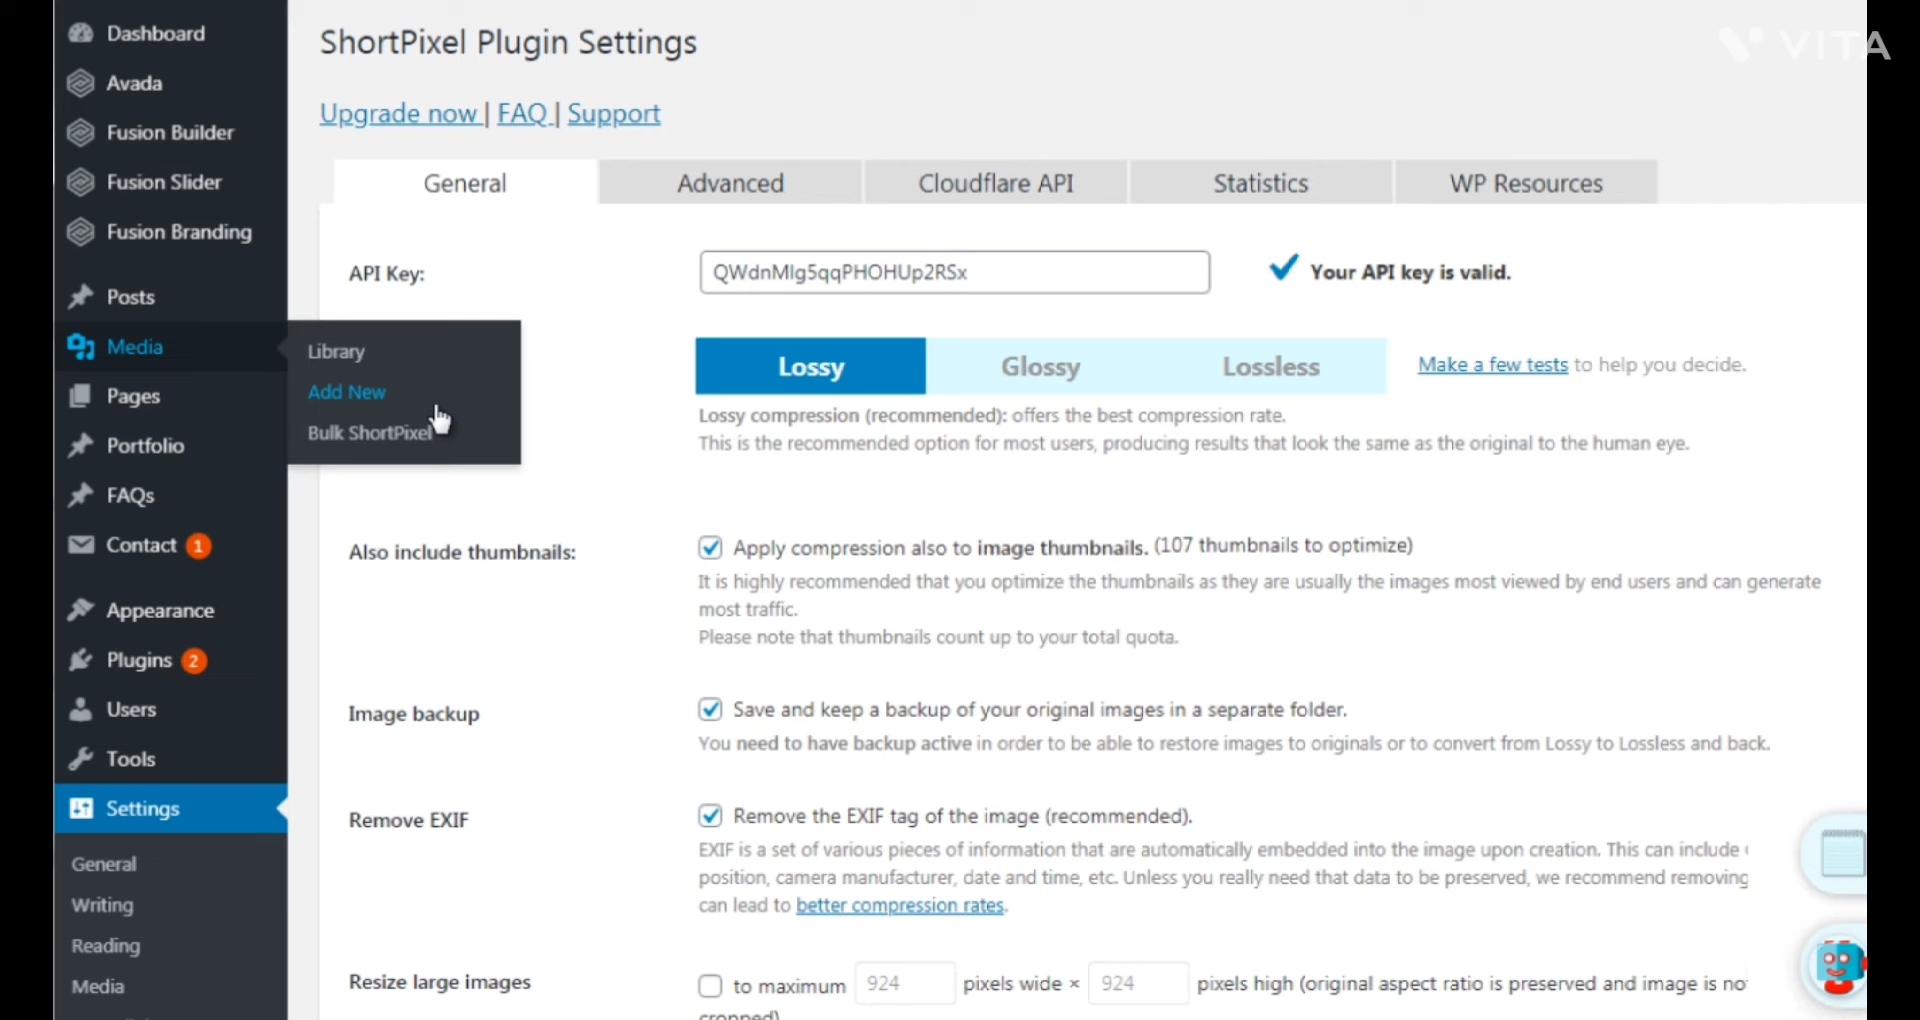 Dashboard
Avada
Fusion Builder
Fusion Slider
Fusion Branding
Posts
Media
Pages
Portfolio
FAQs
Contact 1
Appearance
Plugins 2
Users
Tools
Settings
General
Writing
Reading
Media
Library
Add New
Bulk ShortPixel
ShortPixel Plugin Settings
VITA
Upgrade now | FAQ | Support
General Advanced Cloudflare API Statistics WP Resources
API Key: QWdnMIg5qqPHOHUp2RSx Your API key is valid.
Lossy Glossy Lossless Make a few tests to help you decide.
Lossy compression (recommended): offers the best compression rate.
This is the recommended option for most users, producing results that look the same as the original to the human eye.
Also include thumbnails: Apply compression also to image thumbnails. (107 thumbnails to optimize)
It is highly recommended that you optimize the thumbnails as they are usually the images most viewed by end users and can generate
most traffic.
Please note that thumbnails count up to your total quota.
Image backup Save and keep a backup of your original images in a separate folder.
You need to have backup active in order to be able to restore images to originals or to convert from Lossy to Lossless and back.
Remove EXIF Remove the EXIF tag of the image (recommended).
EXIF is a set of various pieces of information that are automatically embedded into the image upon creation. This can include
position, camera manufacturer, date and time, etc. Unless you really need that data to be preserved, we recommend removing
can lead to better compression rates.
Resize large images to maximum 924 pixels wide × 924 pixels high (original aspect ratio is preserved and image is no
cropped)